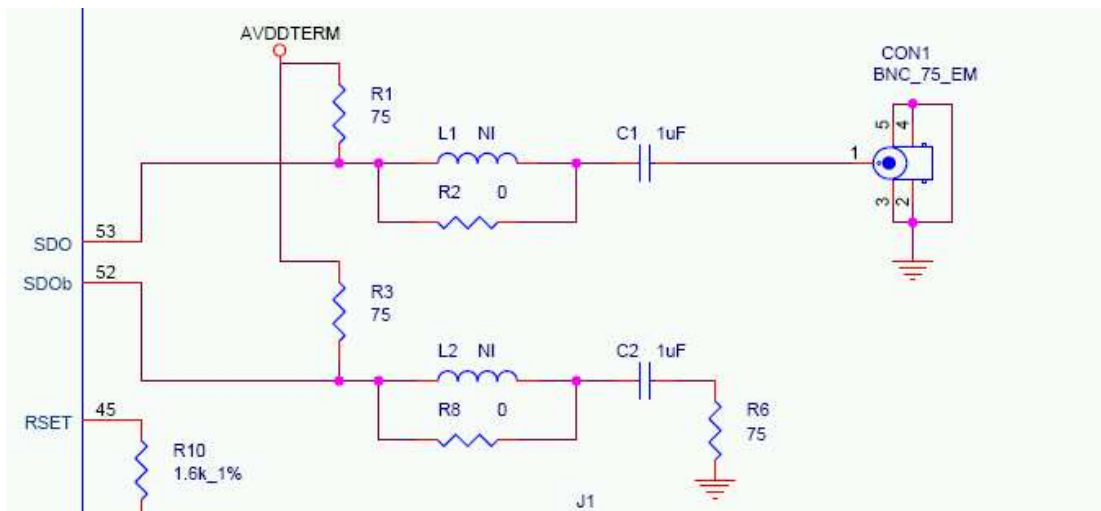 AVDDTERM
CON1
BNC_75_EM
R1
75
L1 NI
C1 1uF
5
4
1
R2 0
3
2
53
SDO
52
SDOb
R3
75
L2 NI
C2 1uF
45
RSET
R8 0
R6
75
R10
1.6k_1%
J1